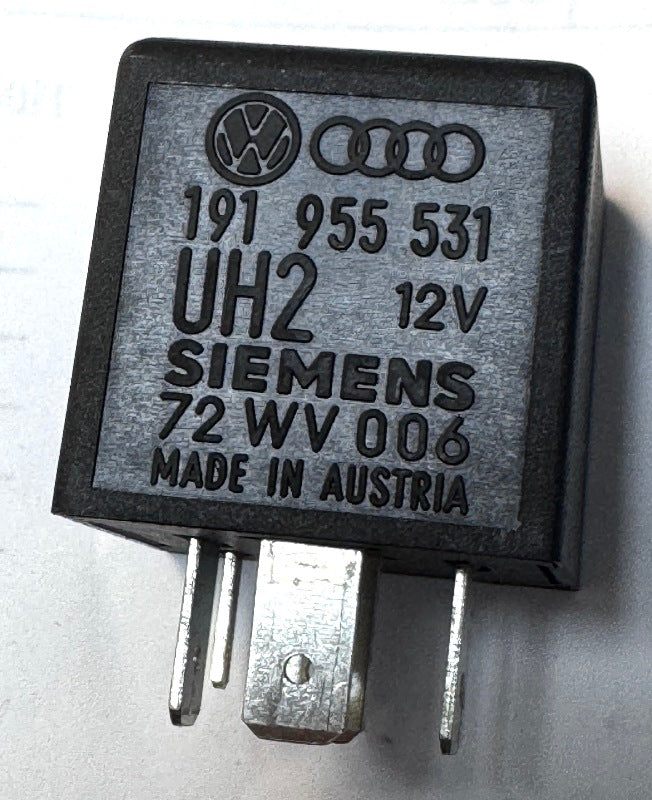 191 955 531
UH2 12V
SIEMENS
72 WV 006
MADE IN AUSTRIA